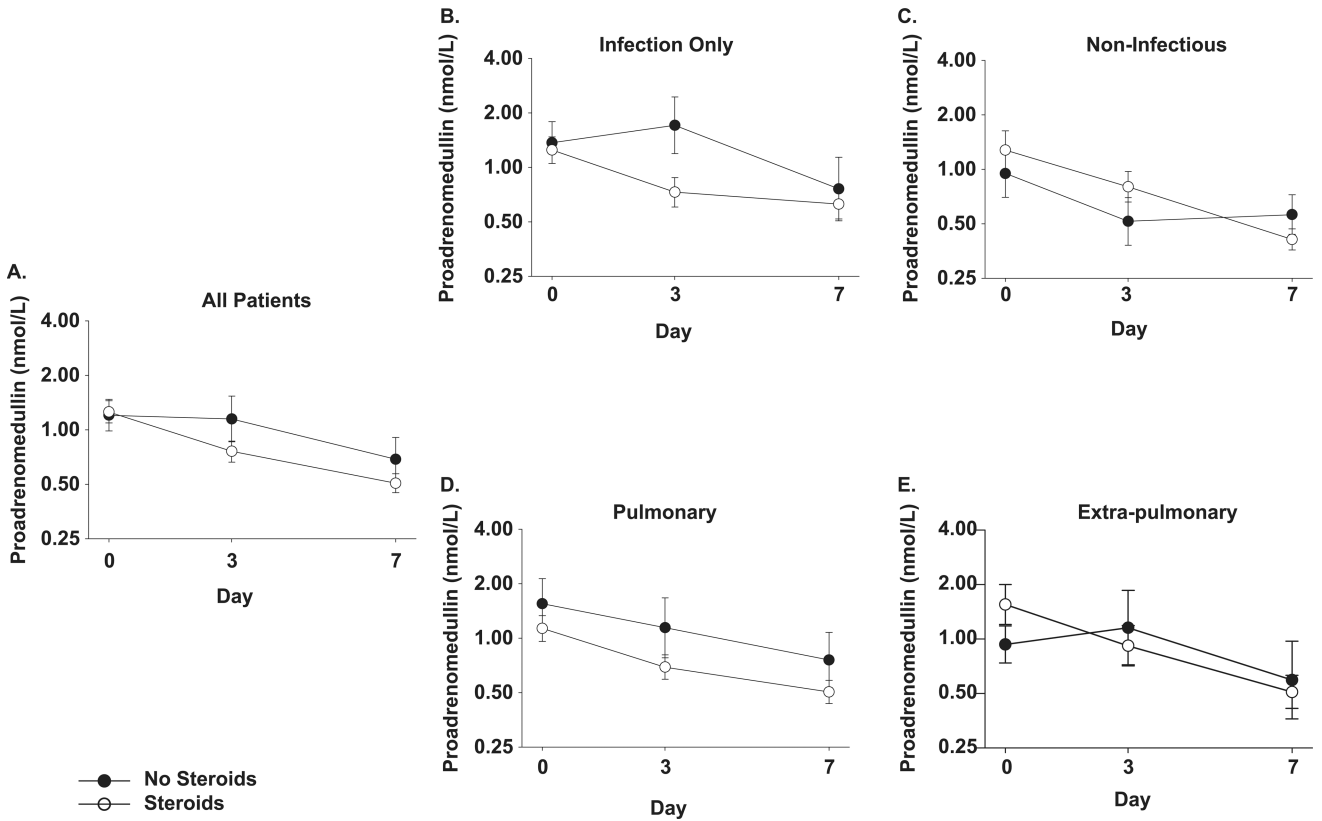 A.
All Patients
Proadrenomedullin (nmol/L)
4.00
2.00
1.00
0.50
0.25
0 3 7
Day
B.
Infection Only
Proadrenomedullin (nmol/L)
4.00
2.00
1.00
0.50
0.25
0 3 7
Day
C.
Non-Infectious
Proadrenomedullin (nmol/L)
4.00
2.00
1.00
0.50
0.25
0 3 7
Day
D.
Pulmonary
Proadrenomedullin (nmol/L)
4.00
2.00
1.00
0.50
0.25
0 3 7
Day
E.
Extra-pulmonary
Proadrenomedullin (nmol/L)
4.00
2.00
1.00
0.50
0.25
0 3 7
Day
No Steroids
Steroids